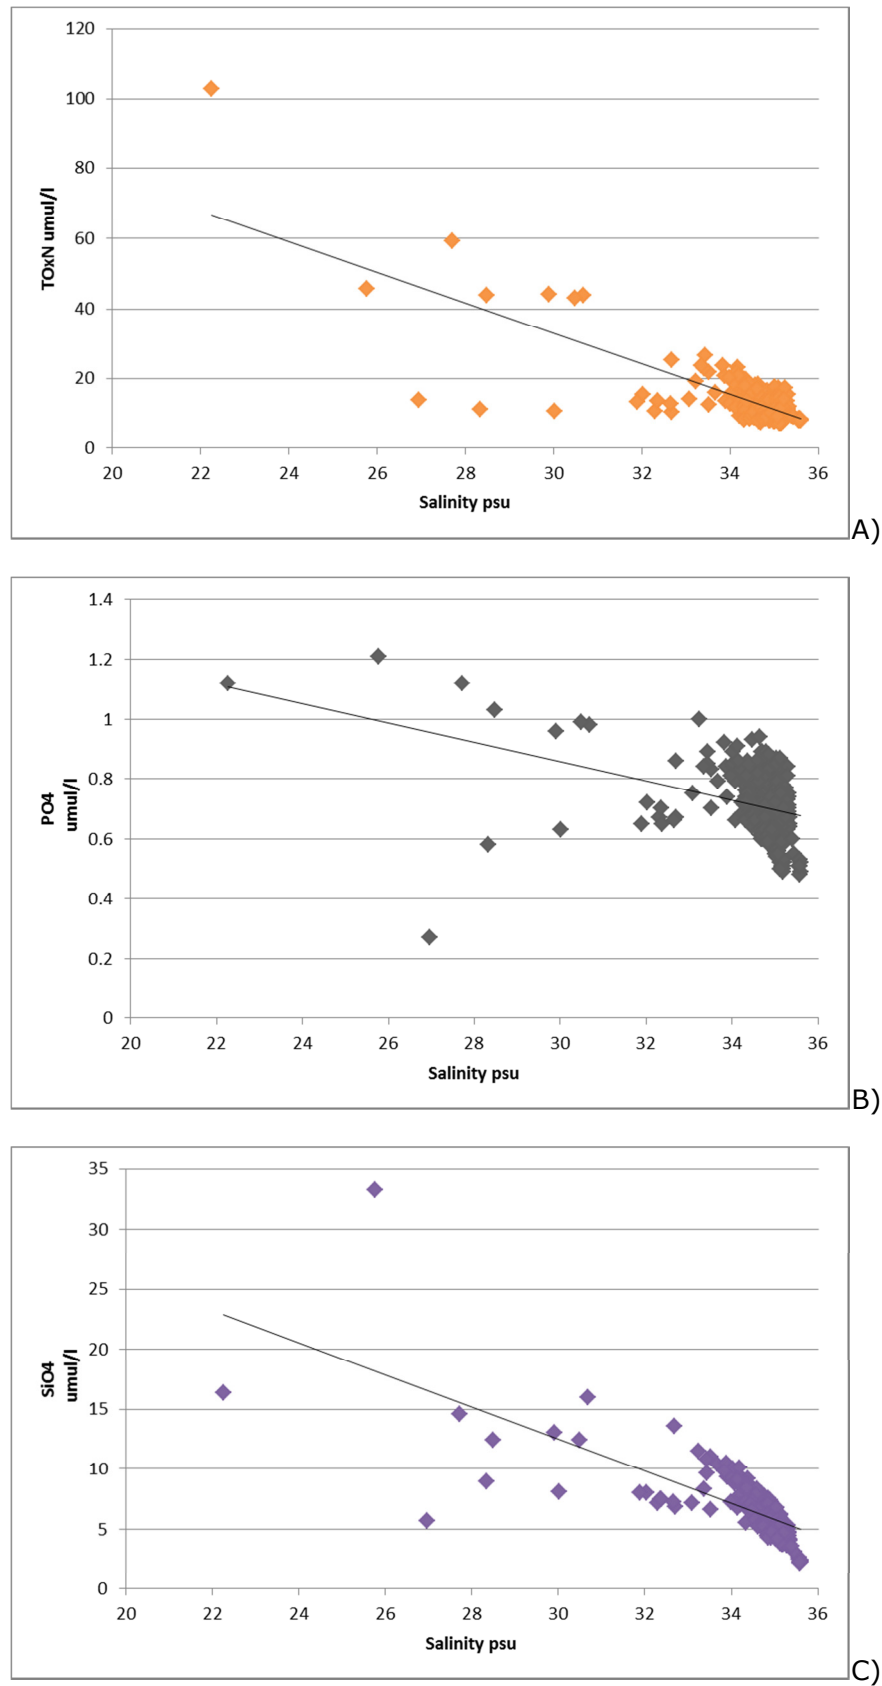 120
100
80
60
40
20
0
TOxN umul/l
20 22 24 26 28 30 32 34 36
Salinity psu
A)
1.4
1.2
1
0.8
0.6
0.4
0.2
0
PO4
umul/l
20 22 24 26 28 30 32 34 36
Salinity psu
B)
35
30
25
20
15
10
5
0
SiO4
umul/l
20 22 24 26 28 30 32 34 36
Salinity psu
C)